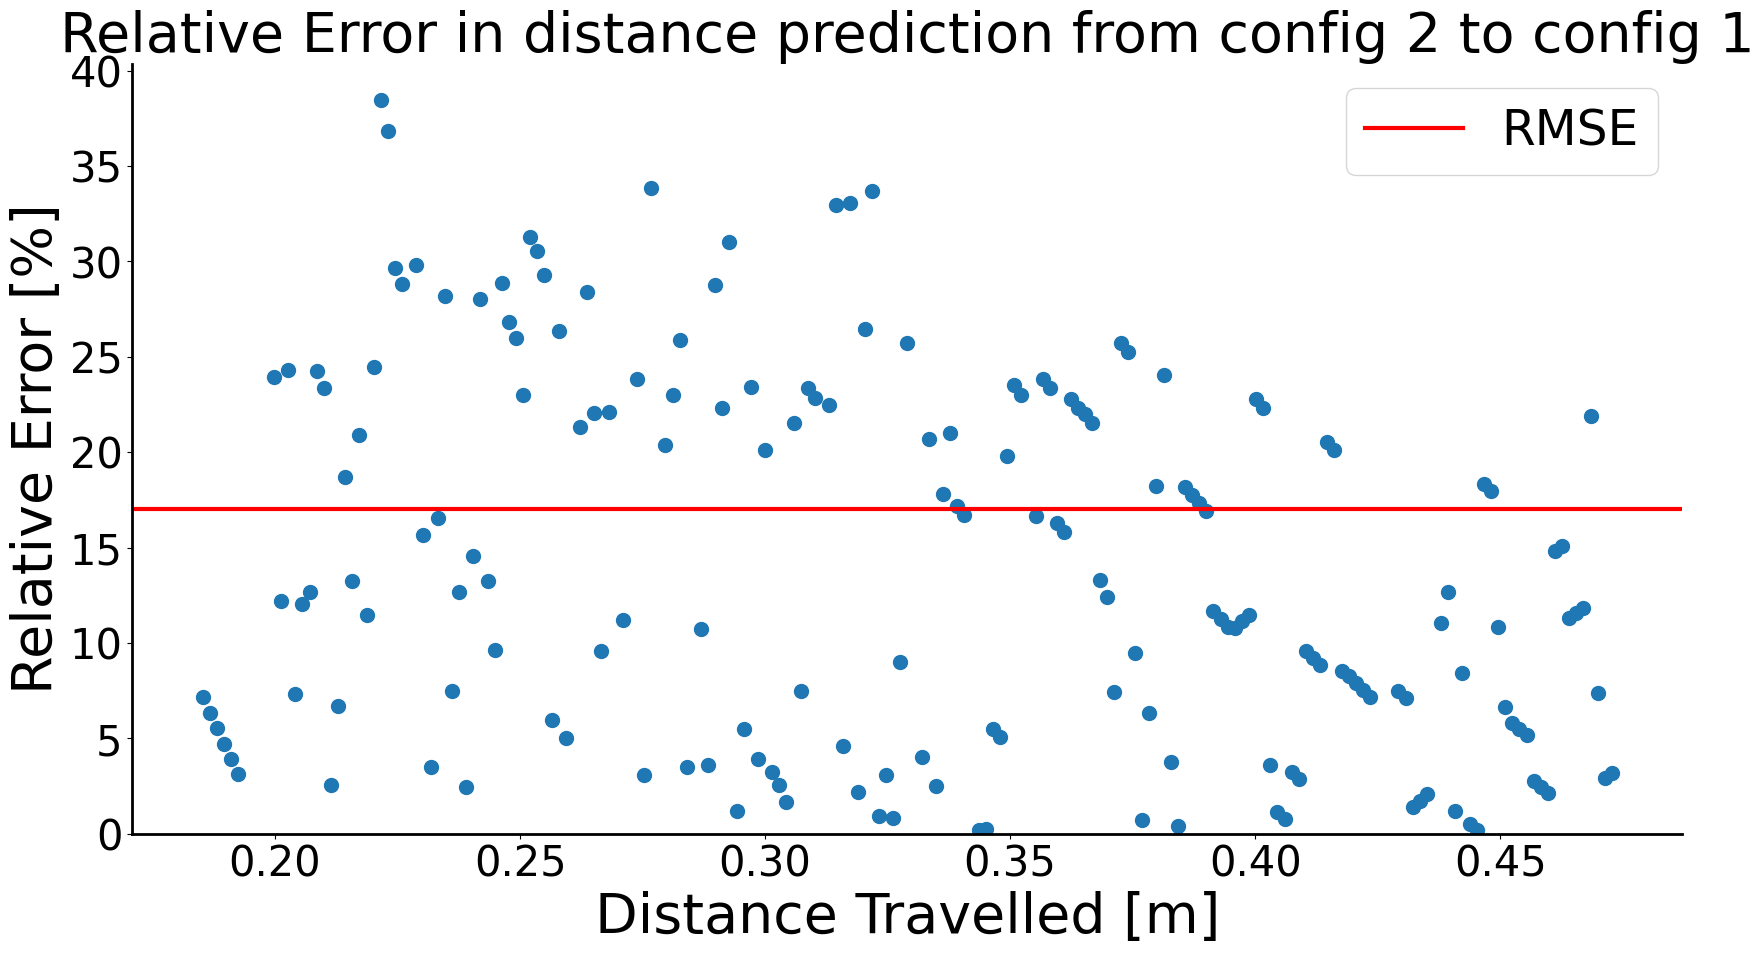 Relative Error in distance prediction from config 2 to config 1
40
35
30
25
20
15
10
5
0
Relative Error [%]
RMSE
0.20 0.25 0.30 0.35 0.40 0.45
Distance Travelled [m]